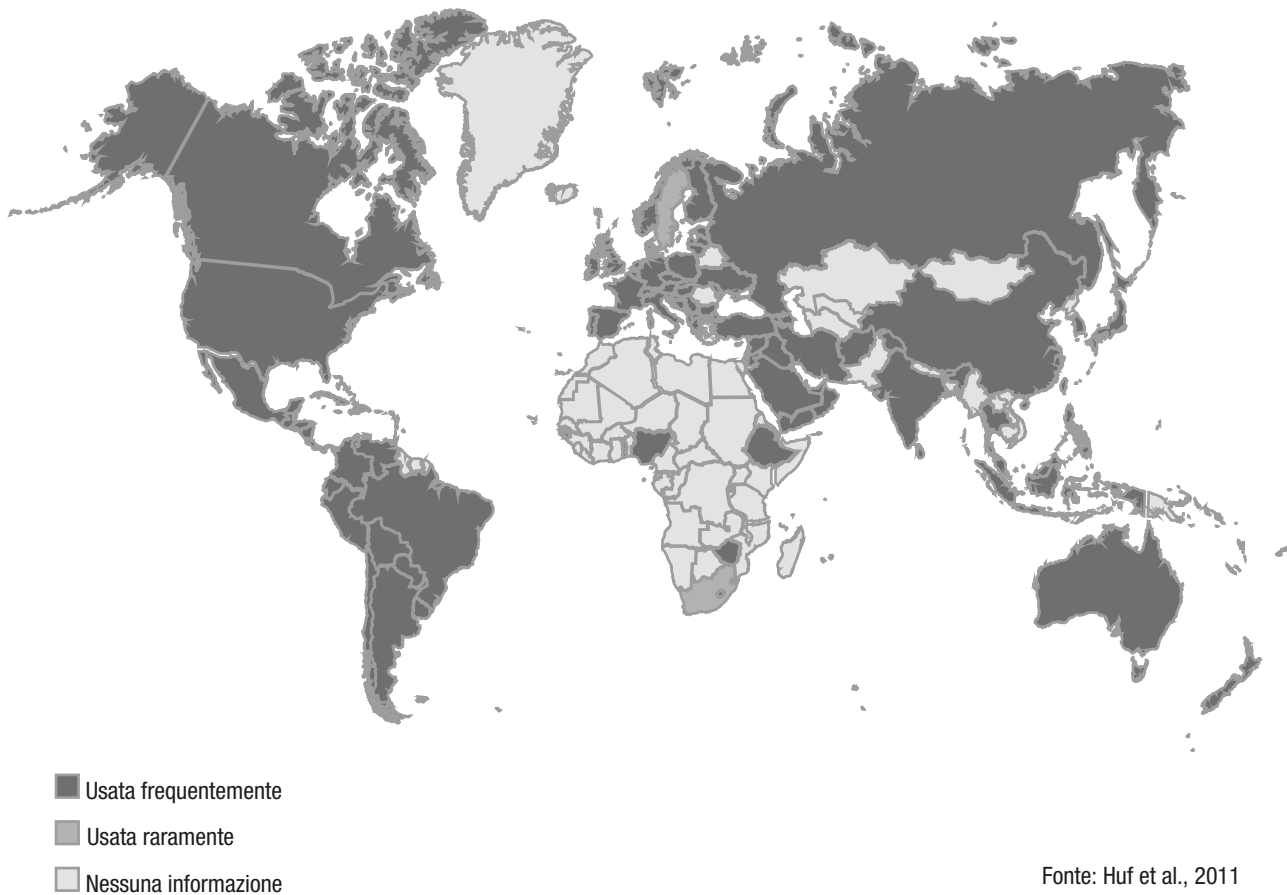 Usata frequentemente
Usata raramente
Nessuna informazione
Fonte: Huf et al., 2011